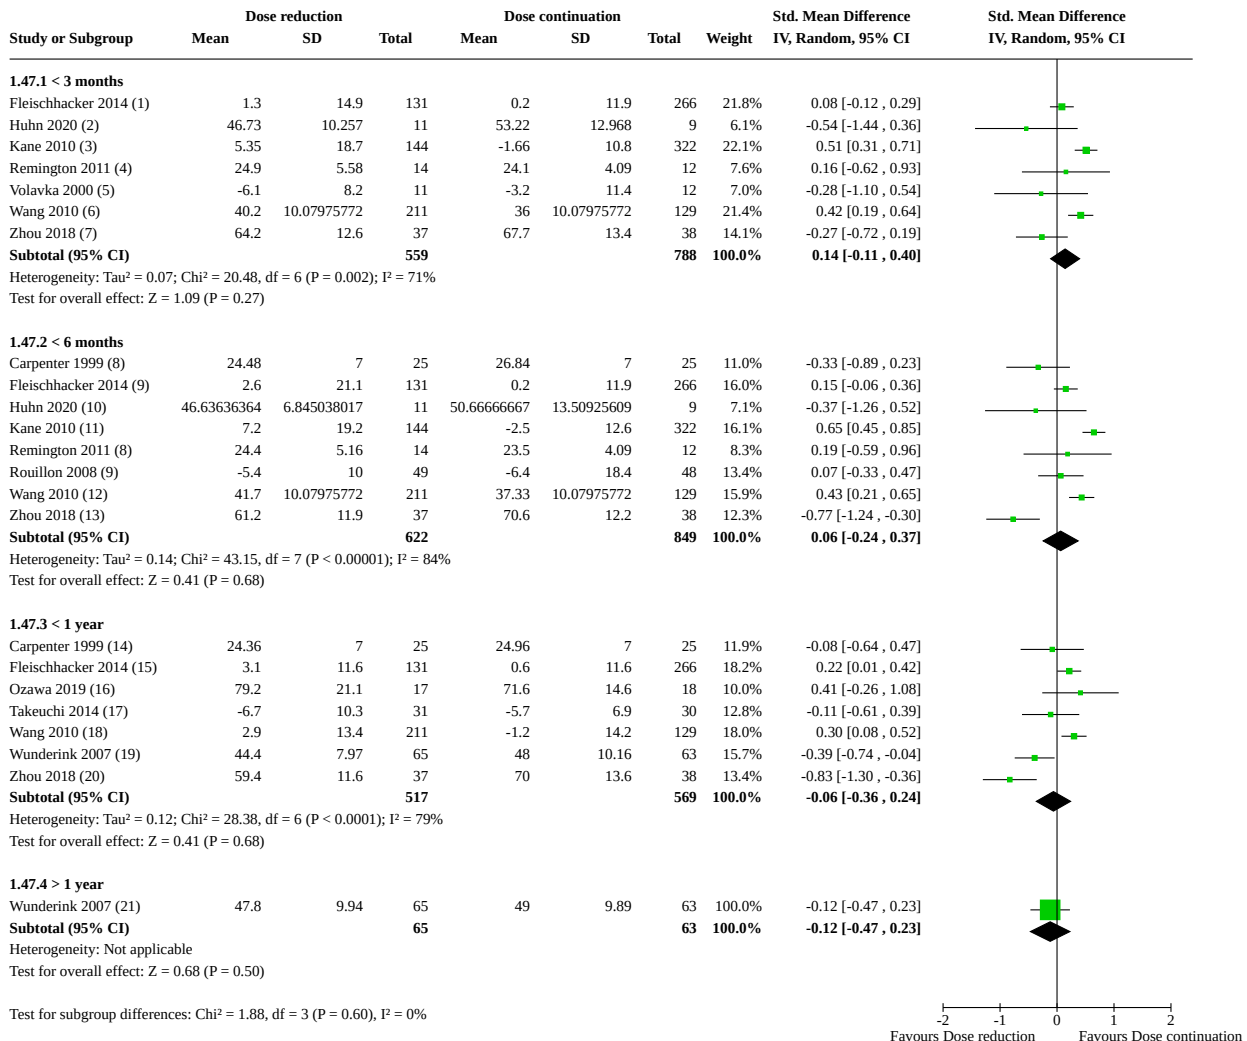 Dose reduction Dose continuation Std. Mean Difference Std. Mean Difference
Study or Subgroup Mean SD Total Mean SD Total Weight IV, Random, 95% CI IV, Random, 95% CI
1.47.1 < 3 months
Fleischhacker 2014 (1) 1.3 14.9 131 0.2 11.9 266 21.8% 0.08 [-0.12 , 0.29]
Huhn 2020 (2) 46.73 10.257 11 53.22 12.968 9 6.1% -0.54 [-1.44 , 0.36]
Kane 2010 (3) 5.35 18.7 144 -1.66 10.8 322 22.1% 0.51 [0.31 , 0.71]
Remington 2011 (4) 24.9 5.58 14 24.1 4.09 12 7.6% 0.16 [-0.62 , 0.93]
Volavka 2000 (5) -6.1 8.2 11 -3.2 11.4 12 7.0% -0.28 [-1.10 , 0.54]
Wang 2010 (6) 40.2 10.07975772 211 36 10.07975772 129 21.4% 0.42 [0.19 , 0.64]
Zhou 2018 (7) 64.2 12.6 37 67.7 13.4 38 14.1% -0.27 [-0.72 , 0.19]
Subtotal (95% CI) 559 788 100.0% 0.14 [-0.11 , 0.40]
Heterogeneity: Tau² = 0.07; Chi² = 20.48, df = 6 (P = 0.002); I² = 71%
Test for overall effect: Z = 1.09 (P = 0.27)
1.47.2 < 6 months
Carpenter 1999 (8) 24.48 7 25 26.84 7 25 11.0% -0.33 [-0.89 , 0.23]
Fleischhacker 2014 (9) 2.6 21.1 131 0.2 11.9 266 16.0% 0.15 [-0.06 , 0.36]
Huhn 2020 (10) 46.63636364 6.845038017 11 50.66666667 13.50925609 9 7.1% -0.37 [-1.26 , 0.52]
Kane 2010 (11) 7.2 19.2 144 -2.5 12.6 322 16.1% 0.65 [0.45 , 0.85]
Remington 2011 (8) 24.4 5.16 14 23.5 4.09 12 8.3% 0.19 [-0.59 , 0.96]
Rouillon 2008 (9) -5.4 10 49 -6.4 18.4 48 13.4% 0.07 [-0.33 , 0.47]
Wang 2010 (12) 41.7 10.07975772 211 37.33 10.07975772 129 15.9% 0.43 [0.21 , 0.65]
Zhou 2018 (13) 61.2 11.9 37 70.6 12.2 38 12.3% -0.77 [-1.24 , -0.30]
Subtotal (95% CI) 622 849 100.0% 0.06 [-0.24 , 0.37]
Heterogeneity: Tau² = 0.14; Chi² = 43.15, df = 7 (P < 0.00001); I² = 84%
Test for overall effect: Z = 0.41 (P = 0.68)
1.47.3 < 1 year
Carpenter 1999 (14) 24.36 7 25 24.96 7 25 11.9% -0.08 [-0.64 , 0.47]
Fleischhacker 2014 (15) 3.1 11.6 131 0.6 11.6 266 18.2% 0.22 [0.01 , 0.42]
Ozawa 2019 (16) 79.2 21.1 17 71.6 14.6 18 10.0% 0.41 [-0.26 , 1.08]
Takeuchi 2014 (17) -6.7 10.3 31 -5.7 6.9 30 12.8% -0.11 [-0.61 , 0.39]
Wang 2010 (18) 2.9 13.4 211 -1.2 14.2 129 18.0% 0.30 [0.08 , 0.52]
Wunderink 2007 (19) 44.4 7.97 65 48 10.16 63 15.7% -0.39 [-0.74 , -0.04]
Zhou 2018 (20) 59.4 11.6 37 70 13.6 38 13.4% -0.83 [-1.30 , -0.36]
Subtotal (95% CI) 517 569 100.0% -0.06 [-0.36 , 0.24]
Heterogeneity: Tau² = 0.12; Chi² = 28.38, df = 6 (P < 0.0001); I² = 79%
Test for overall effect: Z = 0.41 (P = 0.68)
1.47.4 > 1 year
Wunderink 2007 (21) 47.8 9.94 65 49 9.89 63 100.0% -0.12 [-0.47 , 0.23]
Subtotal (95% CI) 65 63 100.0% -0.12 [-0.47 , 0.23]
Heterogeneity: Not applicable
Test for overall effect: Z = 0.68 (P = 0.50)
Test for subgroup differences: Chi² = 1.88, df = 3 (P = 0.60), I² = 0%
-2 -1 0 1 2
Favours Dose reduction Favours Dose continuation